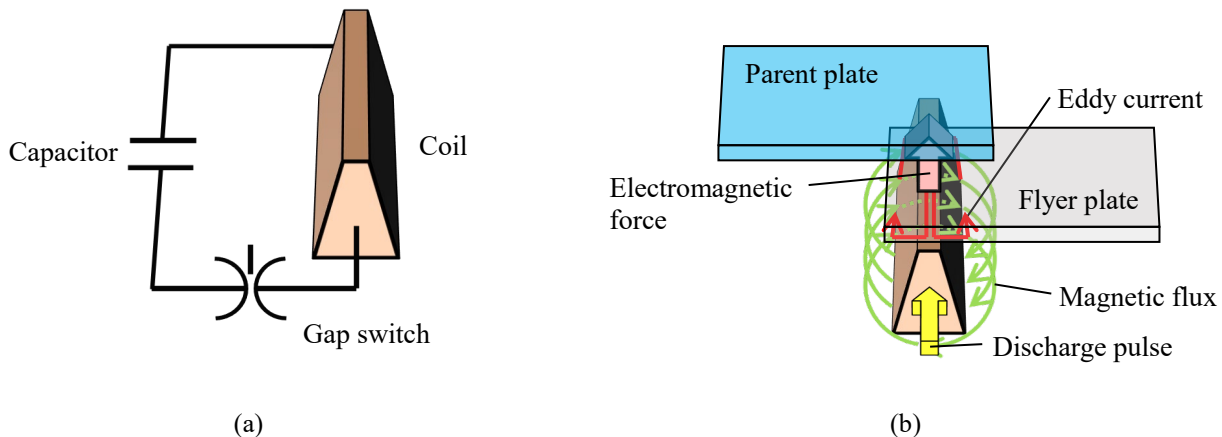 Capacitor
Coil
Gap switch
(a)
Parent plate
Eddy current
Electromagnetic
force
Flyer plate
Magnetic flux
Discharge pulse
(b)